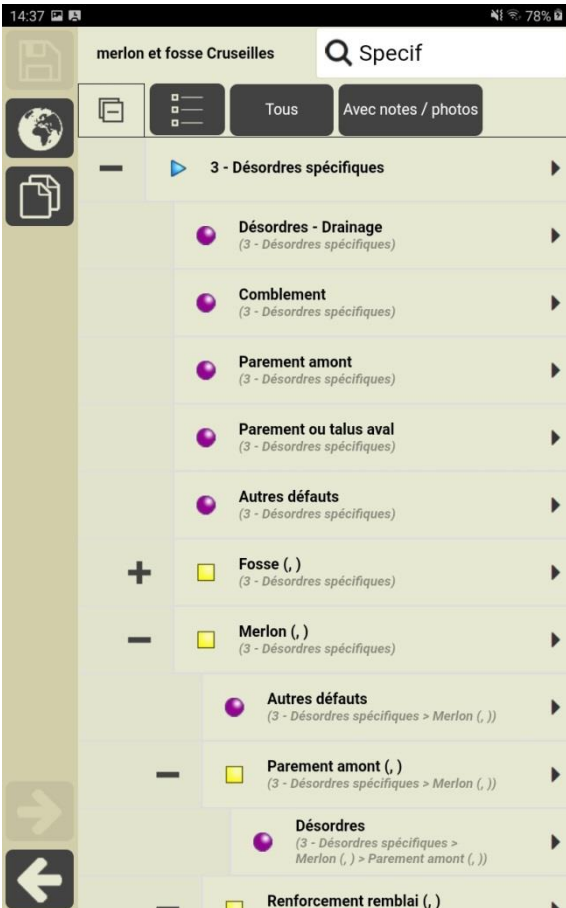 14:37 78%
merlon et fosse Cruseilles Specif
Tous Avec notes / photos
3 - Désordres spécifiques
Désordres - Drainage
(3 - Désordres spécifiques)
Comblement
(3 - Désordres spécifiques)
Parement amont
(3 - Désordres spécifiques)
Parement ou talus aval
(3 - Désordres spécifiques)
Autres défauts
(3 - Désordres spécifiques)
Fosse (, )
(3 - Désordres spécifiques)
Merlon (, )
(3 - Désordres spécifiques)
Autres défauts
(3 - Désordres spécifiques > Merlon (, ))
Parement amont (, )
(3 - Désordres spécifiques > Merlon (, ))
Désordres
(3 - Désordres spécifiques >
Merlon (, ) > Parement amont (, ))
Renforcement remblai (, )